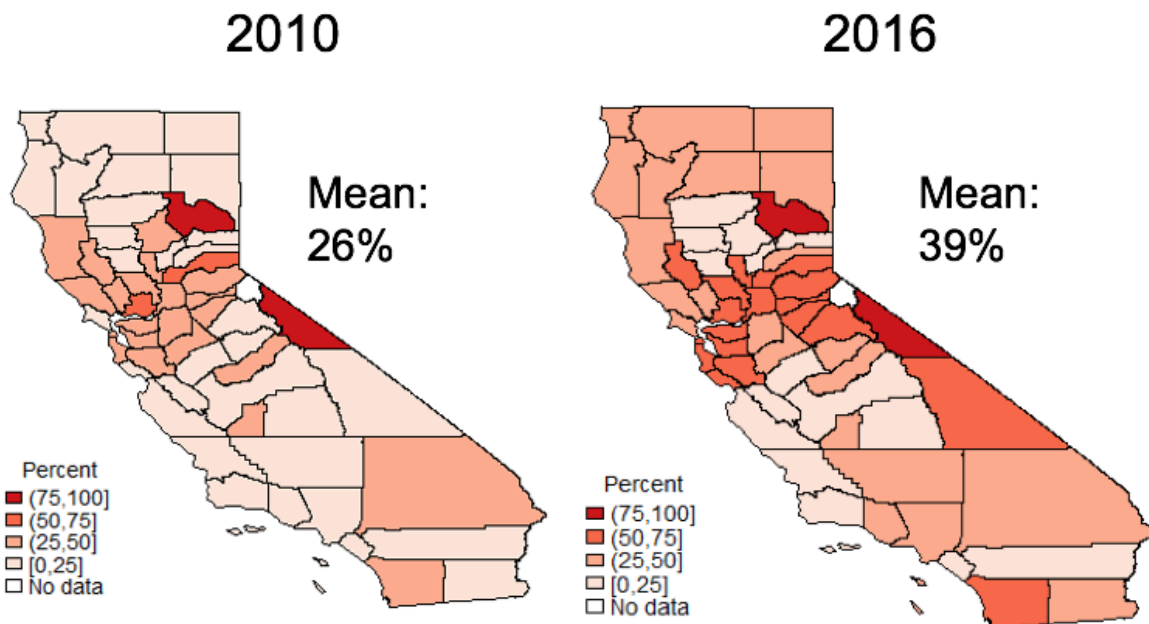 2010
2016
Mean:
26%
Mean:
39%
Percent
(75,100]
(50,75]
(25,50]
[0,25]
No data
Percent
(75,100]
(50,75]
(25,50]
[0,25]
No data